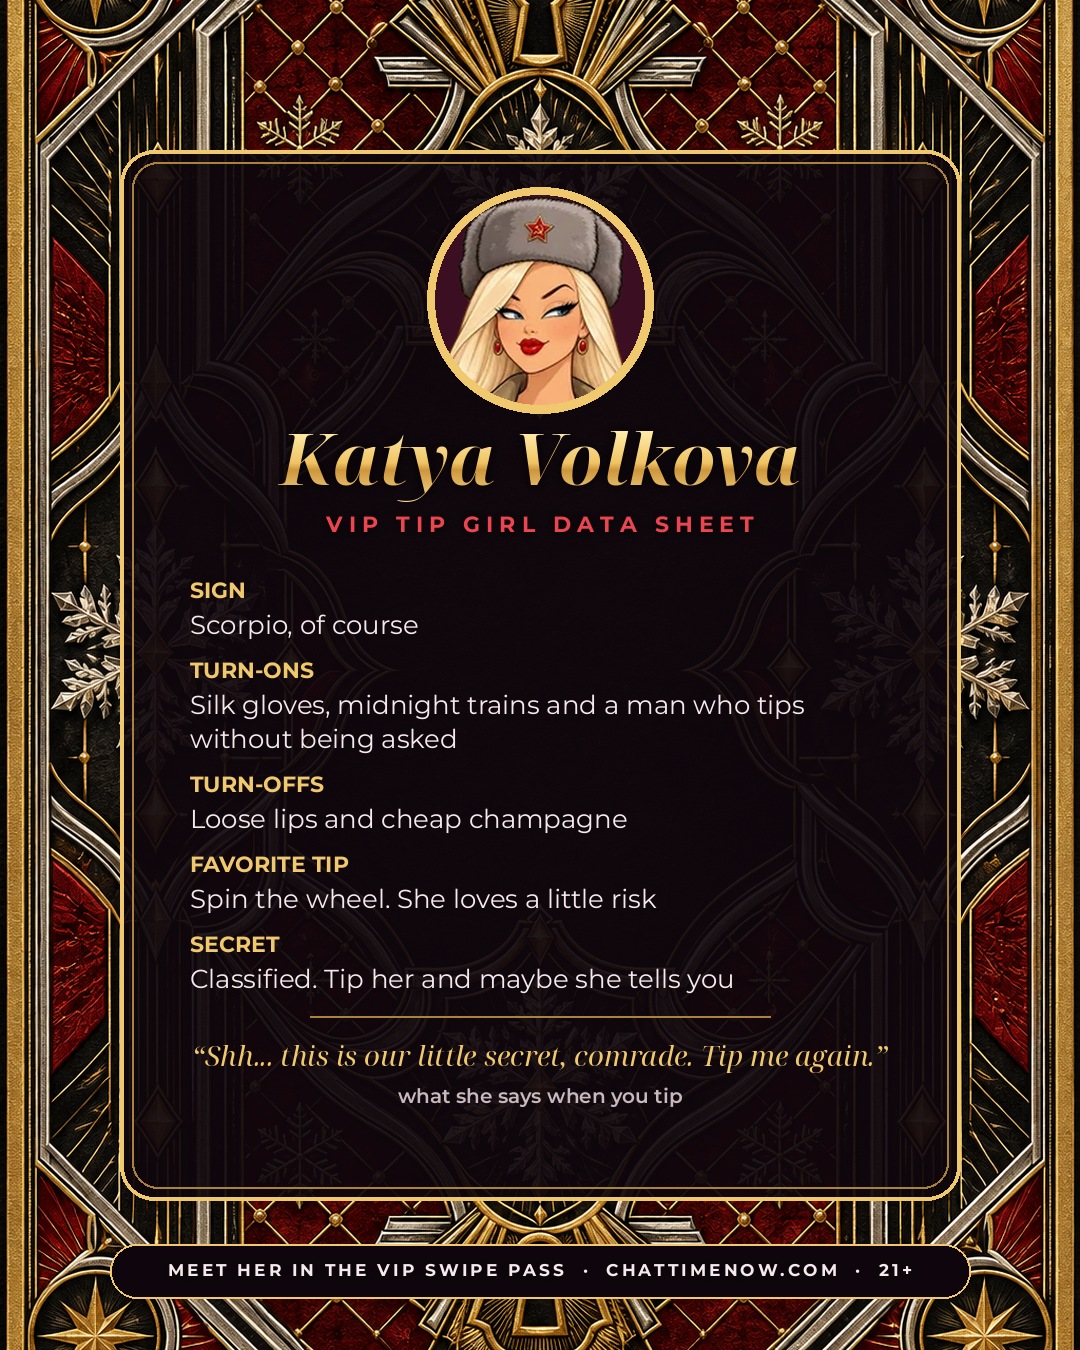 Katya Volkova
VIP TIP GIRL DATA SHEET
SIGN
Scorpio, of course
TURN-ONS
Silk gloves, midnight trains and a man who tips
without being asked
TURN-OFFS
Loose lips and cheap champagne
FAVORITE TIP
Spin the wheel. She loves a little risk
SECRET
Classified. Tip her and maybe she tells you
“Shh... this is our little secret, comrade. Tip me again.”
what she says when you tip
MEET HER IN THE VIP SWIPE PASS · CHATTIMENOW.COM · 21+